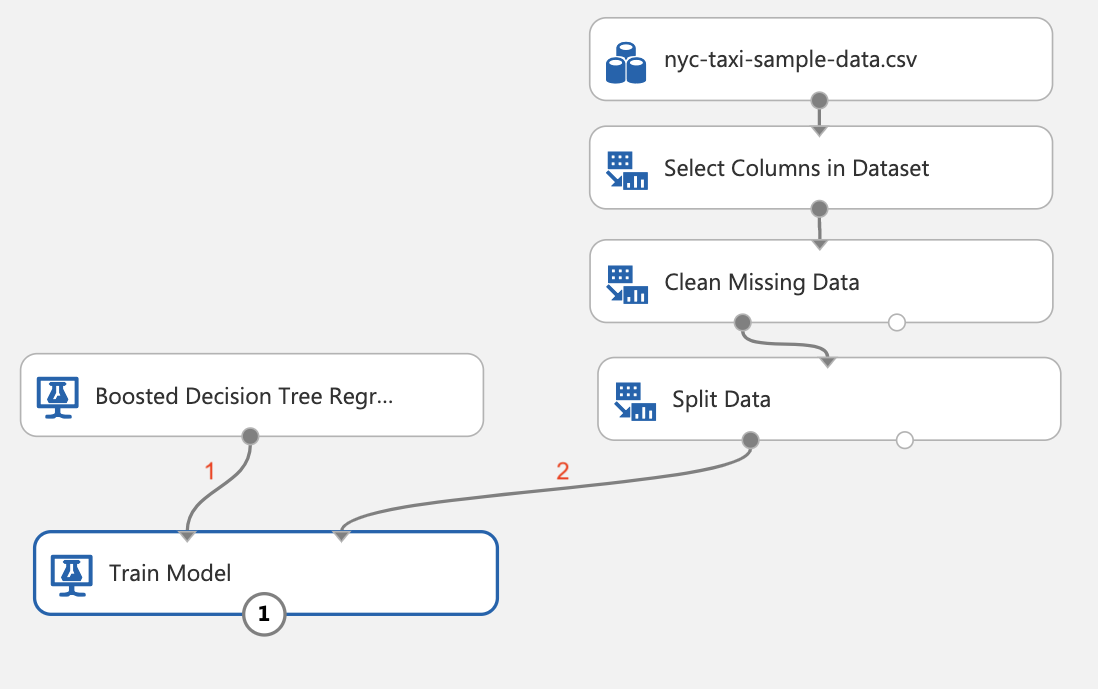 nyc-taxi-sample-data.csv
Select Columns in Dataset
Clean Missing Data
Boosted Decision Tree Regr...
Split Data
1
2
Train Model
1